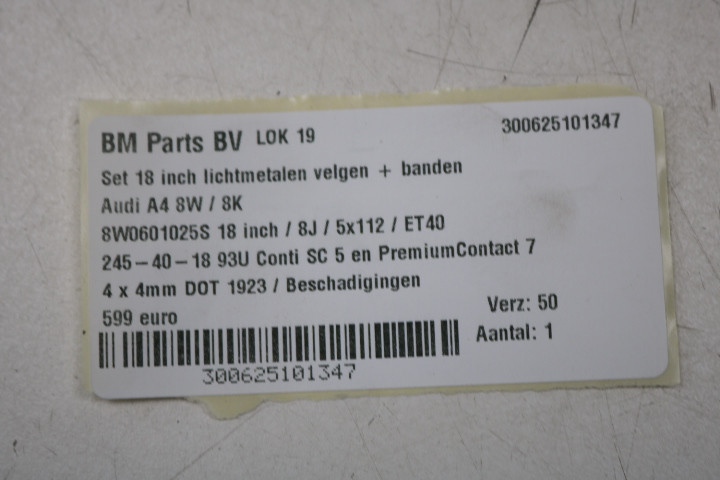 BM Parts BV LOK 19 300625101347
Set 18 inch lichtmetalen velgen + banden
Audi A4 8W / 8K
8W0601025S 18 inch / 8J / 5x112 / ET40
245-40-18 93U Conti SC 5 en PremiumContact 7
4 x 4mm DOT 1923 / Beschadigingen
599 euro Verz: 50
Aantal: 1
300625101347